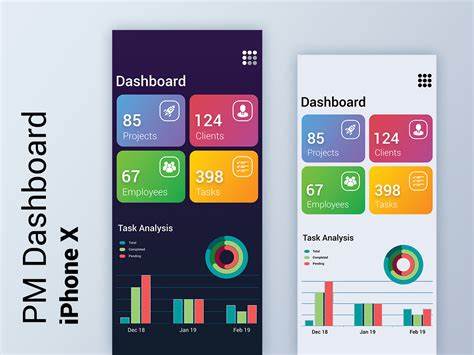 PM Dashboard
iPhone X
Dashboard
85
Projects
124
Clients
67
Employees
398
Tasks
Task Analysis
Total
Completed
Pending
Dec 18
Jan 19
Feb 19
Dashboard
85
Projects
124
Clients
67
Employees
398
Tasks
Task Analysis
Total
Completed
Pending
Dec 18
Jan 19
Feb 19